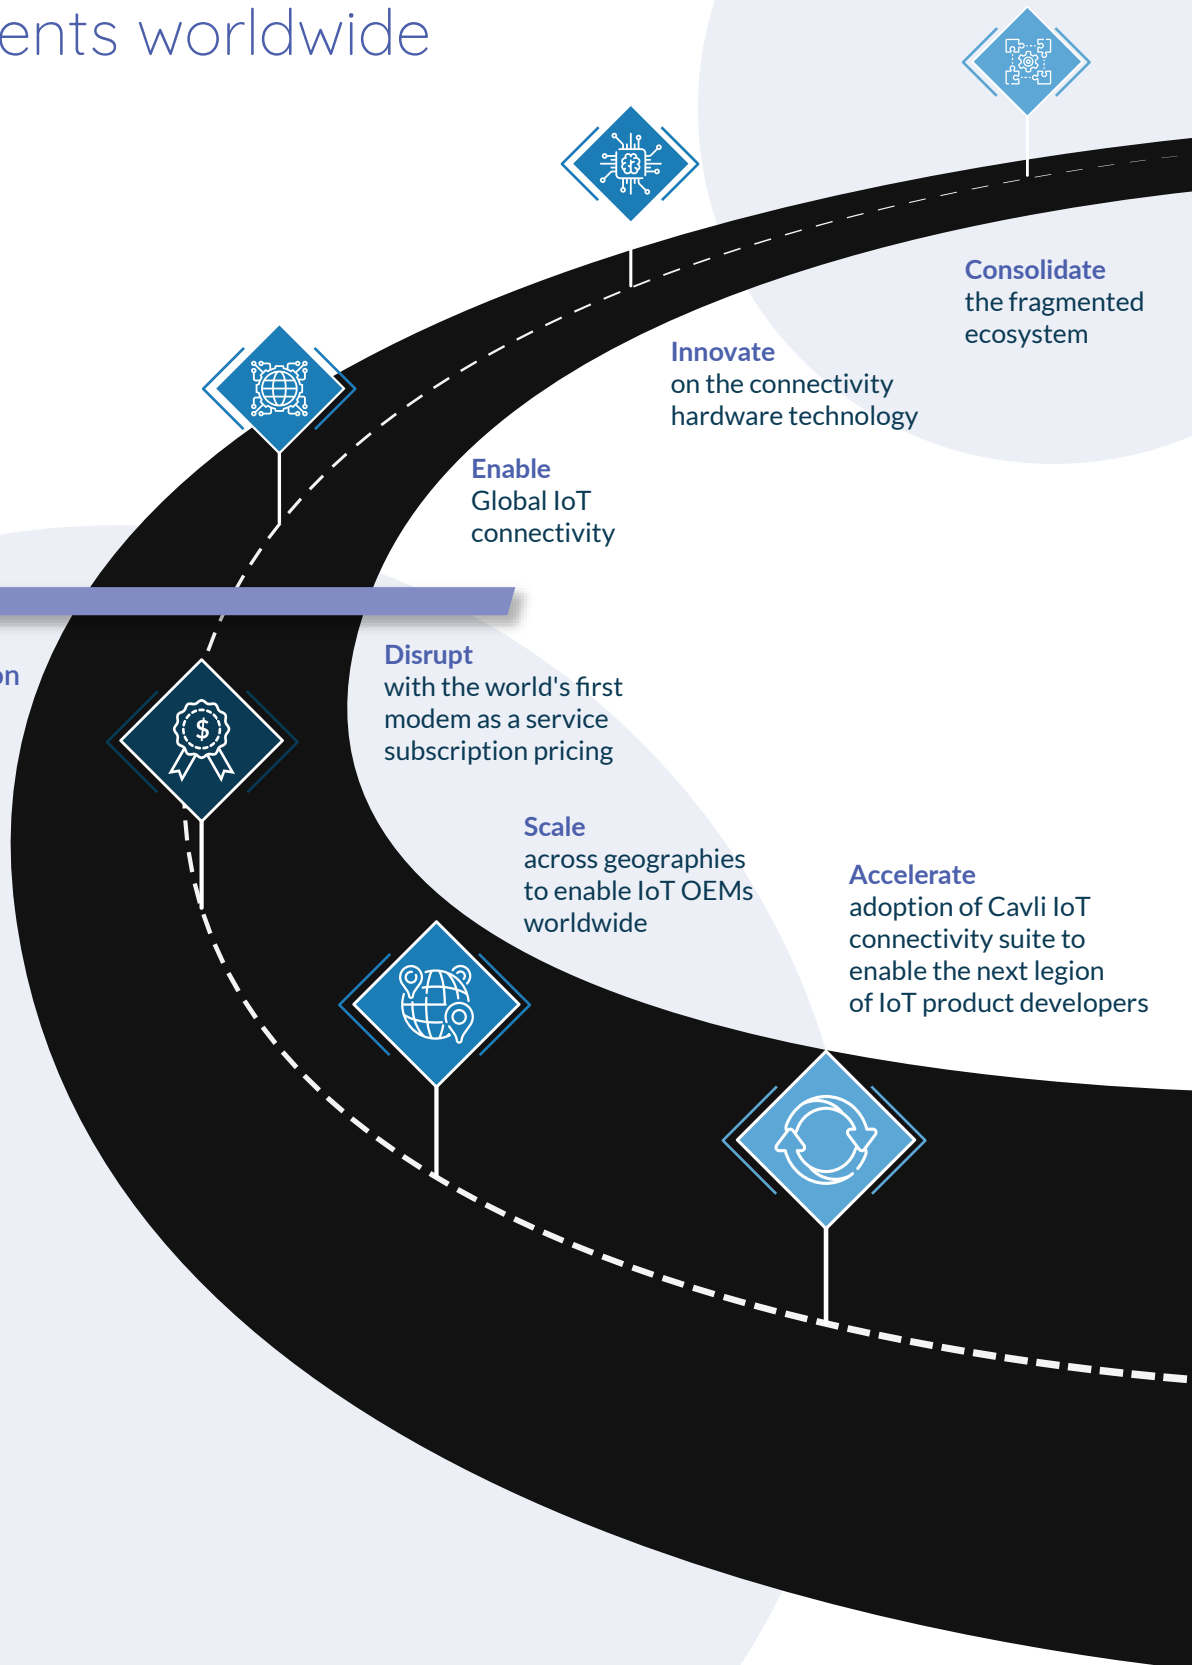 ents worldwide
Consolidate
the fragmented
ecosystem
Innovate
on the connectivity
hardware technology
Enable
Global IoT
connectivity
on
Disrupt
with the world's first
modem as a service
subscription pricing
$
Scale
across geographies
to enable IoT OEMs
worldwide
Accelerate
adoption of Cavli IoT
connectivity suite to
enable the next legion
of IoT product developers